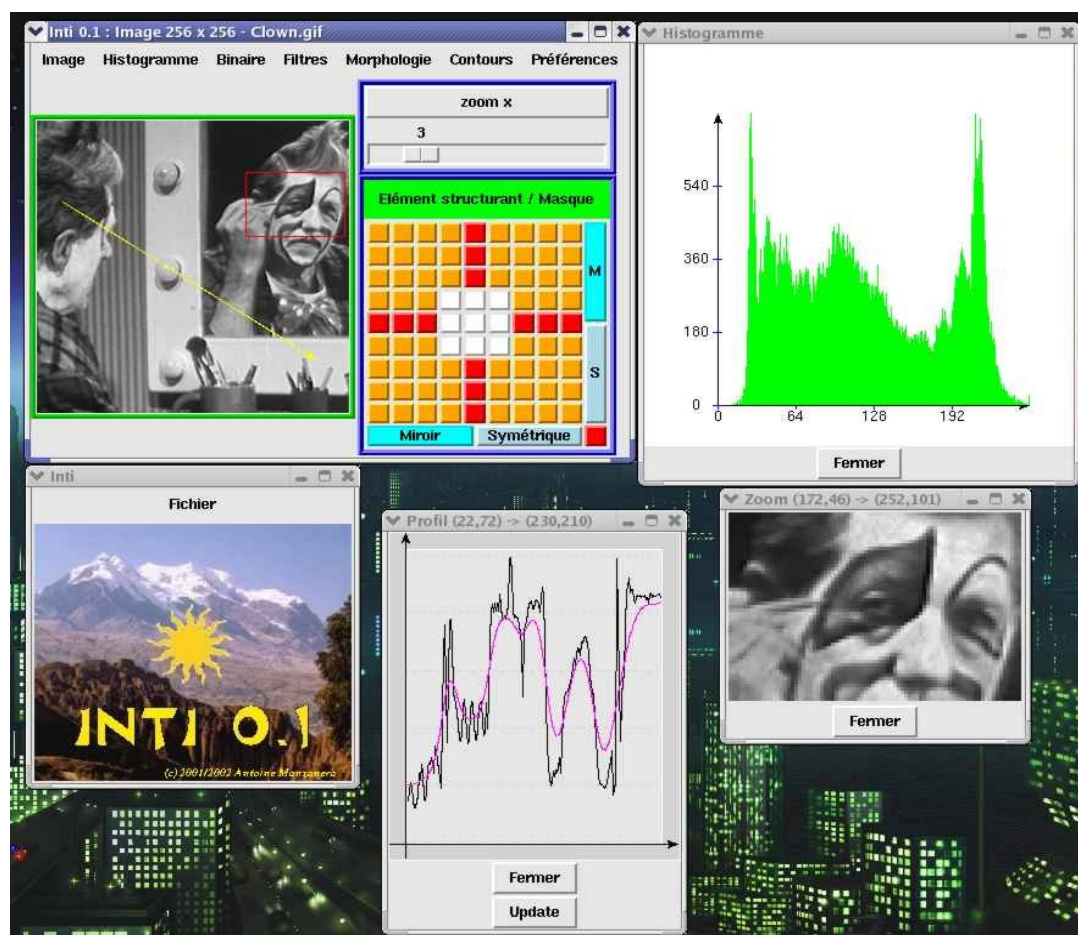 Inti 0.1 : Image 256 x 256 - Clown.gif
Image Histogramme Binaire Filtres Morphologie Contours Préférences
zoom x
3
Elément structurant / Masque
M
S
Miroir Symétrique
Histogramme
540
360
180
0
0 64 128 192
Fermer
Inti
Fichier
INTI 0.1
(c) 2001/2002 Antoine Manzanera
Profil (22,72) -> (230,210)
Fermer
Update
Zoom (172,46) -> (252,101)
Fermer